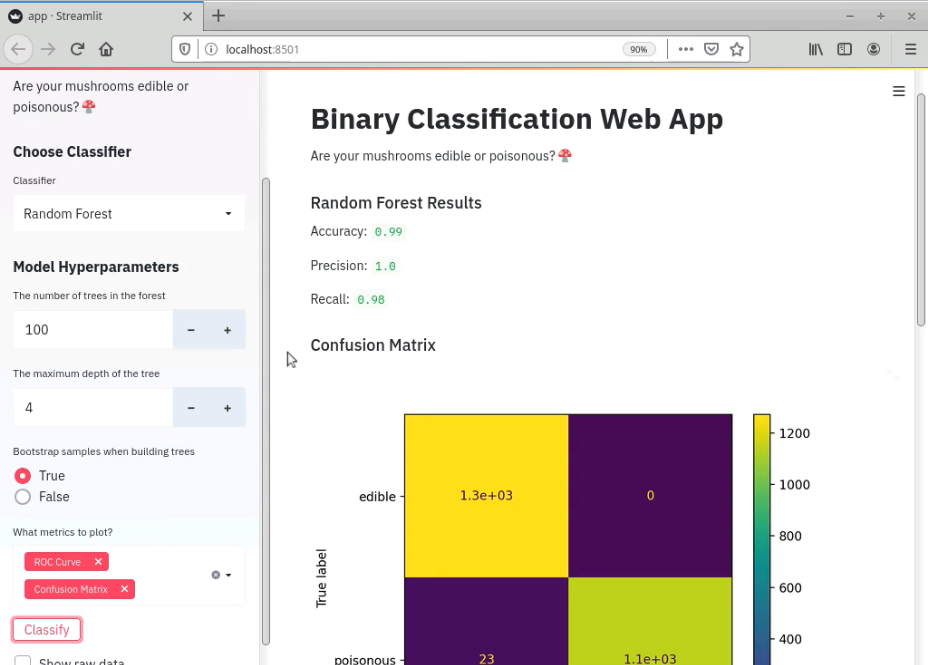 app · Streamlit
localhost:8501
90%
Are your mushrooms edible or
poisonous? 🍄
Choose Classifier
Classifier
Random Forest
Model Hyperparameters
The number of trees in the forest
100
The maximum depth of the tree
4
Bootstrap samples when building trees
True
False
What metrics to plot?
ROC Curve
Confusion Matrix
Classify
Show raw data
Binary Classification Web App
Are your mushrooms edible or poisonous? 🍄
Random Forest Results
Accuracy: 0.99
Precision: 1.0
Recall: 0.98
Confusion Matrix
edible
1.3e+03
0
True label
poisonous
23
1.1e+03
1200
1000
800
600
400